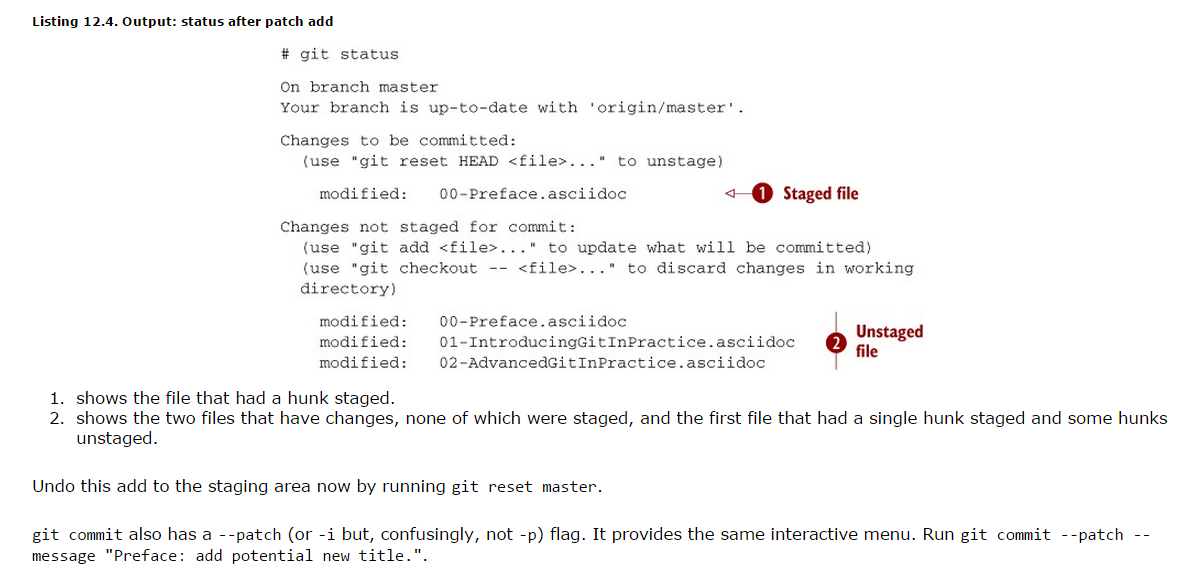 Listing 12.4. Output: status after patch add
# git status
On branch master
Your branch is up-to-date with 'origin/master'.
Changes to be committed:
(use "git reset HEAD <file>..." to unstage)
modified: 00-Preface.asciidoc
1 Staged file
Changes not staged for commit:
(use "git add <file>..." to update what will be committed)
(use "git checkout -- <file>..." to discard changes in working
directory)
modified: 00-Preface.asciidoc
modified: 01-IntroducingGitInPractice.asciidoc
modified: 02-AdvancedGitInPractice.asciidoc
2 Unstaged
file
1. shows the file that had a hunk staged.
2. shows the two files that have changes, none of which were staged, and the first file that had a single hunk staged and some hunks
unstaged.
Undo this add to the staging area now by running git reset master.
git commit also has a --patch (or -i but, confusingly, not -p) flag. It provides the same interactive menu. Run git commit --patch --
message "Preface: add potential new title.".